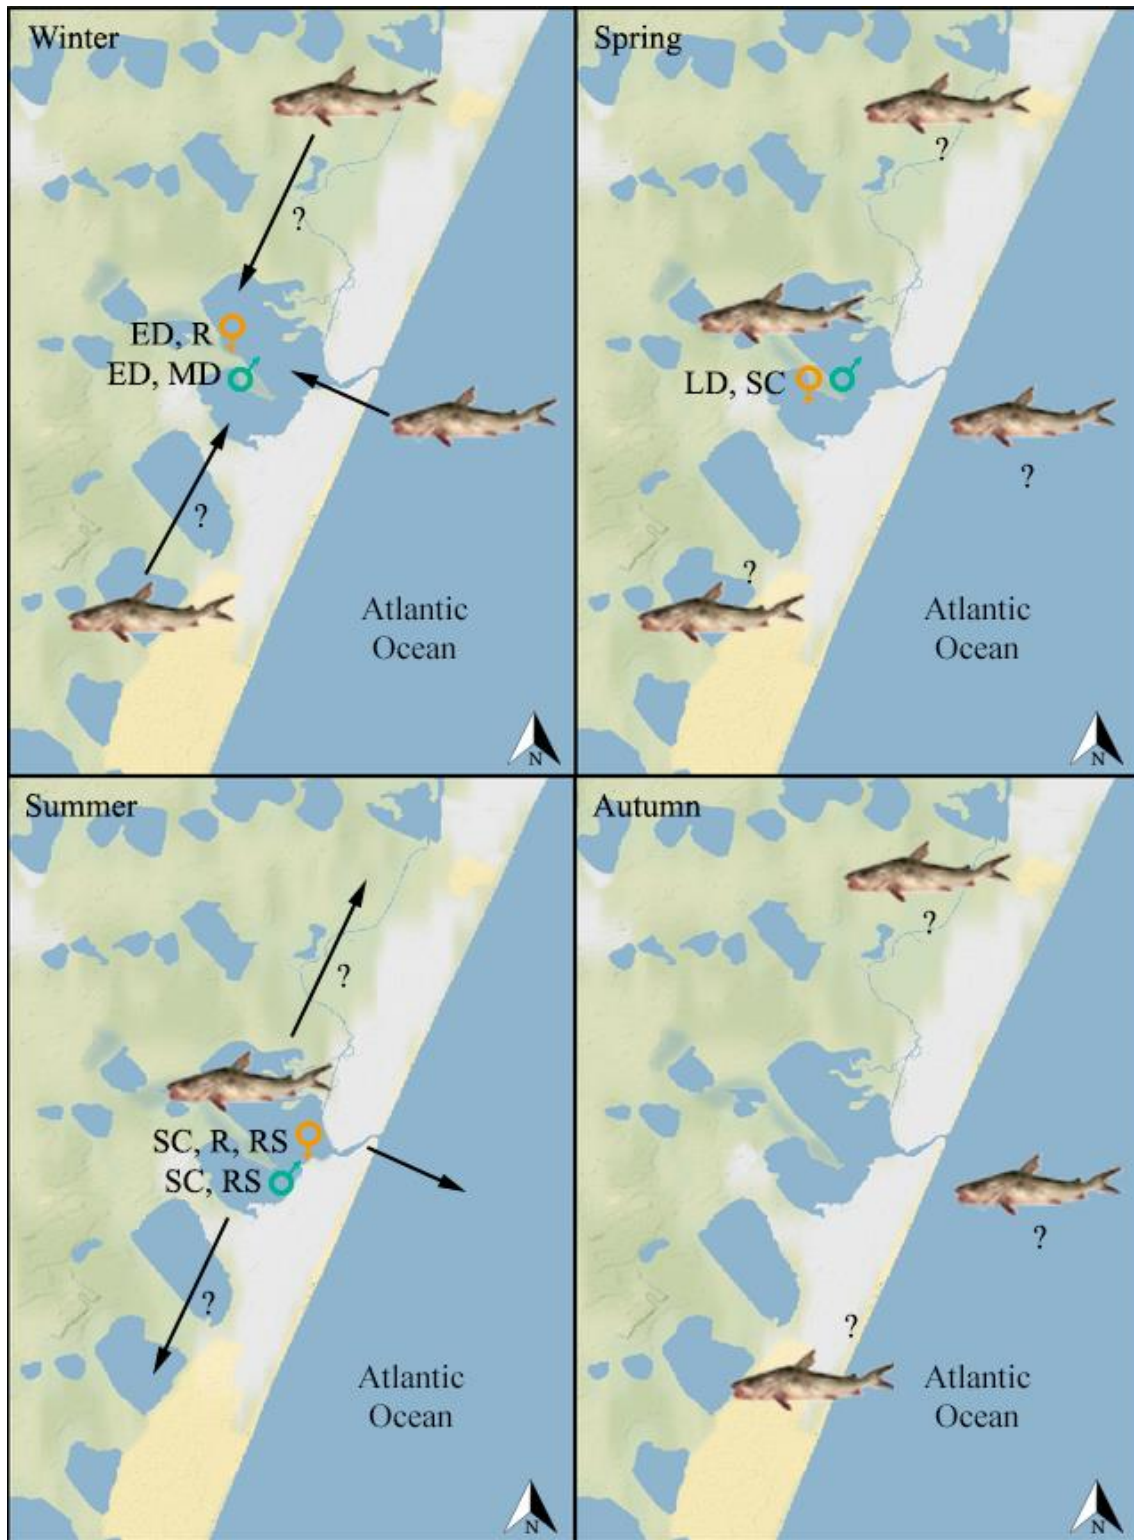 Winter
?
ED, R ♀
ED, MD ♂
?
Atlantic
Ocean
N
Spring
?
LD, SC ♀ ♂
?
?
Atlantic
Ocean
N
Summer
?
SC, R, RS ♀
SC, RS ♂
?
Atlantic
Ocean
N
Autumn
?
?
?
Atlantic
Ocean
N